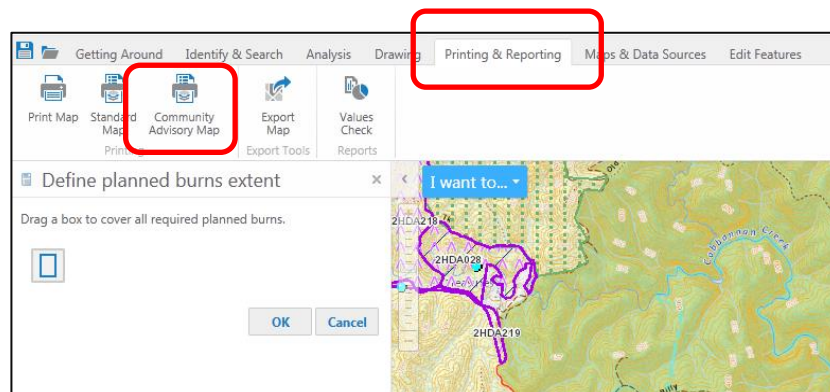 Getting Around Identify & Search Analysis Drawing Printing & Reporting Maps & Data Sources Edit Features
Print Map Standard Map Community Advisory Map Export Map Values Check
Printing Export Tools Reports
Define planned burns extent
I want to...
Drag a box to cover all required planned burns.
2HDA218
2HDA028
OK Cancel
2HDA219
Cubbannon Creek